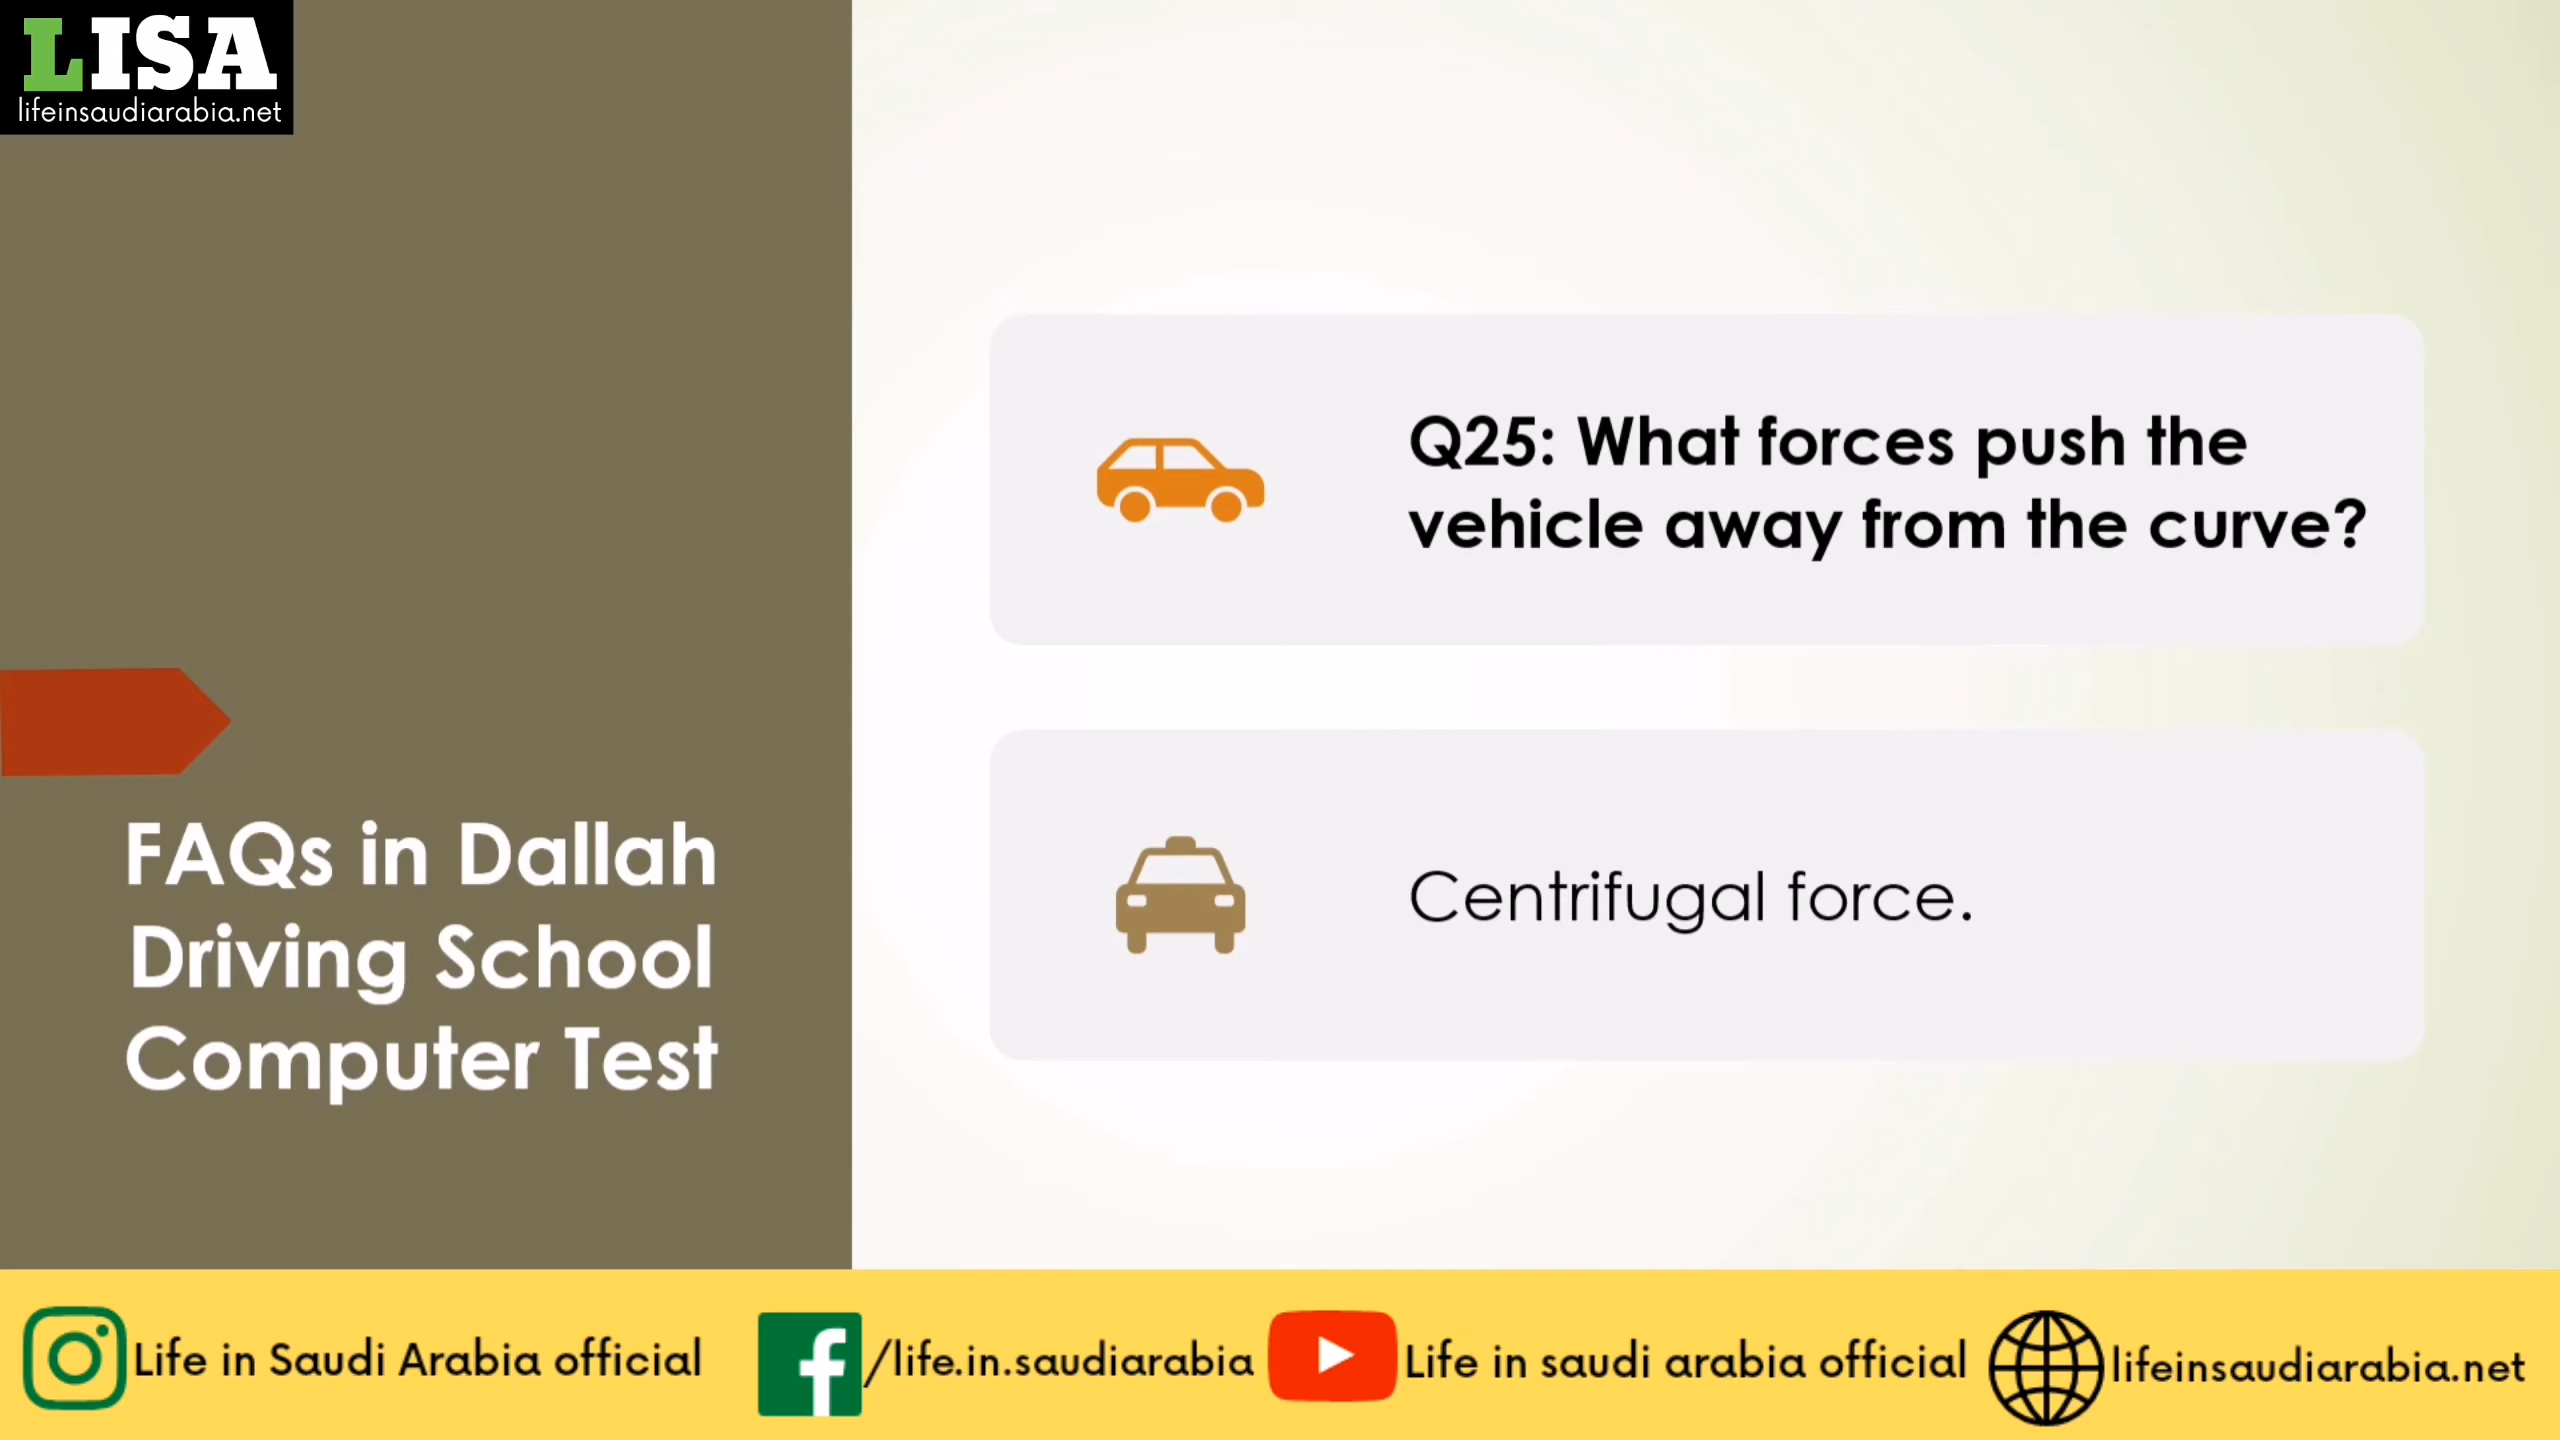 LISA
lifeinsaudiarabia.net
FAQs in Dallah
Driving School
Computer Test
Q25: What forces push the
vehicle away from the curve?
Centrifugal force.
Life in Saudi Arabia official
/life.in.saudiarabia
Life in saudi arabia official
lifeinsaudiarabia.net